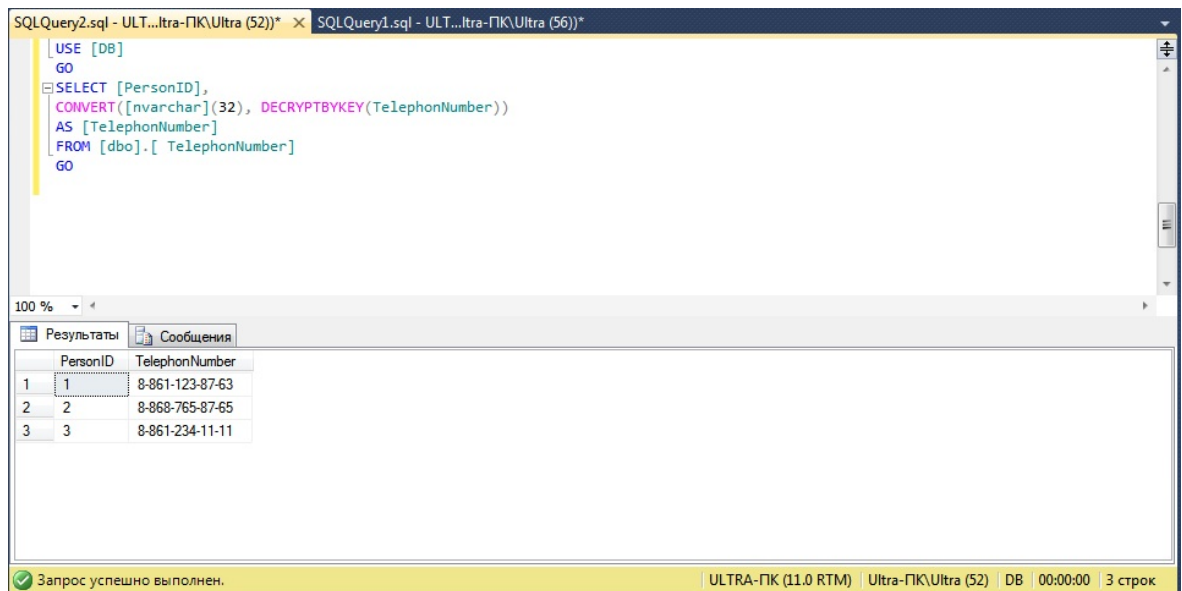 SQLQuery2.sql - ULT...ltra-ПК\Ultra (52))* SQLQuery1.sql - ULT...ltra-ПК\Ultra (56))*
USE [DB]
GO
SELECT [PersonID],
CONVERT([nvarchar](32), DECRYPTBYKEY(TelephonNumber))
AS [TelephonNumber]
FROM [dbo].[ TelephonNumber]
GO
100 %
Результаты Сообщения
PersonID TelephonNumber
1 1 8-861-123-87-63
2 2 8-868-765-87-65
3 3 8-861-234-11-11
Запрос успешно выполнен. ULTRA-ПК (11.0 RTM) Ultra-ПК\Ultra (52) DB 00:00:00 3 строк